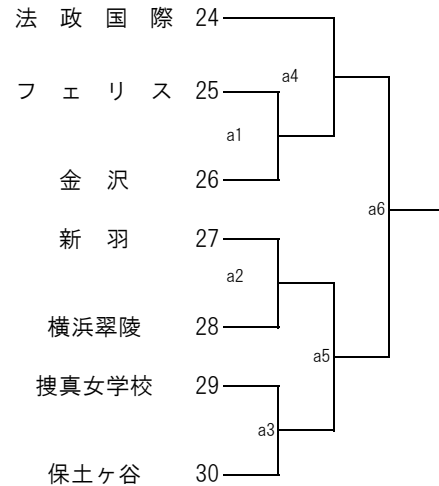 法政国際 24
a4
フェリス 25
a1
金沢 26
a6
新羽 27
a2
横浜翠陵 28
a5
捜真女学校 29
a3
保土ヶ谷 30